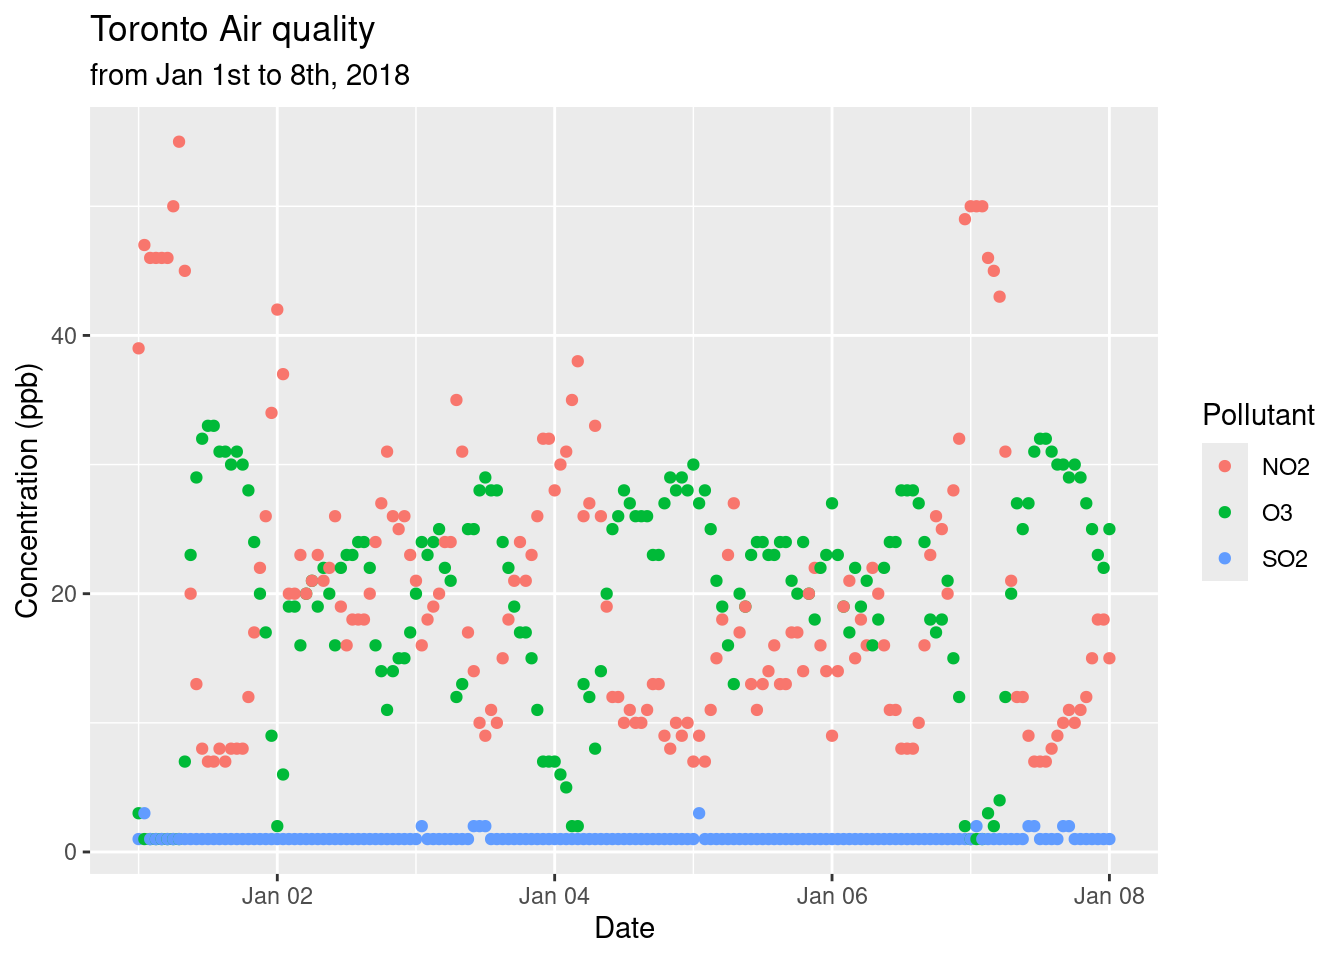 Toronto Air quality
from Jan 1st to 8th, 2018
Concentration (ppb)
40
20
0
Jan 02
Jan 04
Jan 06
Jan 08
Date
Pollutant
NO2
O3
SO2